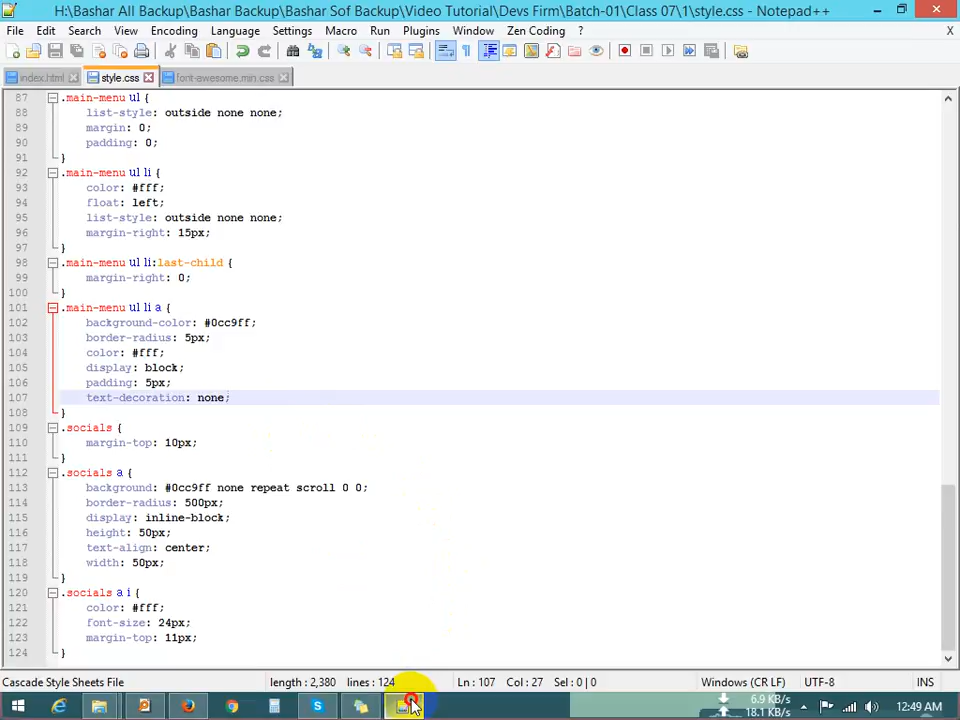 H:\Bashar All Backup\Bashar Sof Backup\Video Tutorial\Devs Firm\Batch-01\Class 07\1\style.css - Notepad++
File Edit Search View Encoding Language Settings Macro Run Plugins Window Zen Coding ? X
index.html style.css font-awesome.min.css
87 .main-menu ul {
88 list-style: outside none none;
89 margin: 0;
90 padding: 0;
91 }
92 .main-menu ul li {
93 color: #fff;
94 float: left;
95 list-style: outside none none;
96 margin-right: 15px;
97 }
98 .main-menu ul li:last-child {
99 margin-right: 0;
100 }
101 .main-menu ul li a {
102 background-color: #0cc9ff;
103 border-radius: 5px;
104 color: #fff;
105 display: block;
106 padding: 5px;
107 text-decoration: none;
108 }
109 .socials {
110 margin-top: 10px;
111 }
112 .socials a {
113 background: #0cc9ff none repeat scroll 0 0;
114 border-radius: 500px;
115 display: inline-block;
116 height: 50px;
117 text-align: center;
118 width: 50px;
119 }
120 .socials a i {
121 color: #fff;
122 font-size: 24px;
123 margin-top: 11px;
124 }
Cascade Style Sheets File length : 2,380 lines : 124 Ln : 107 Col : 27 Sel : 0 | 0 Windows (CR LF) UTF-8 INS
6.9 KB/s
18.1 KB/s
12:49 AM